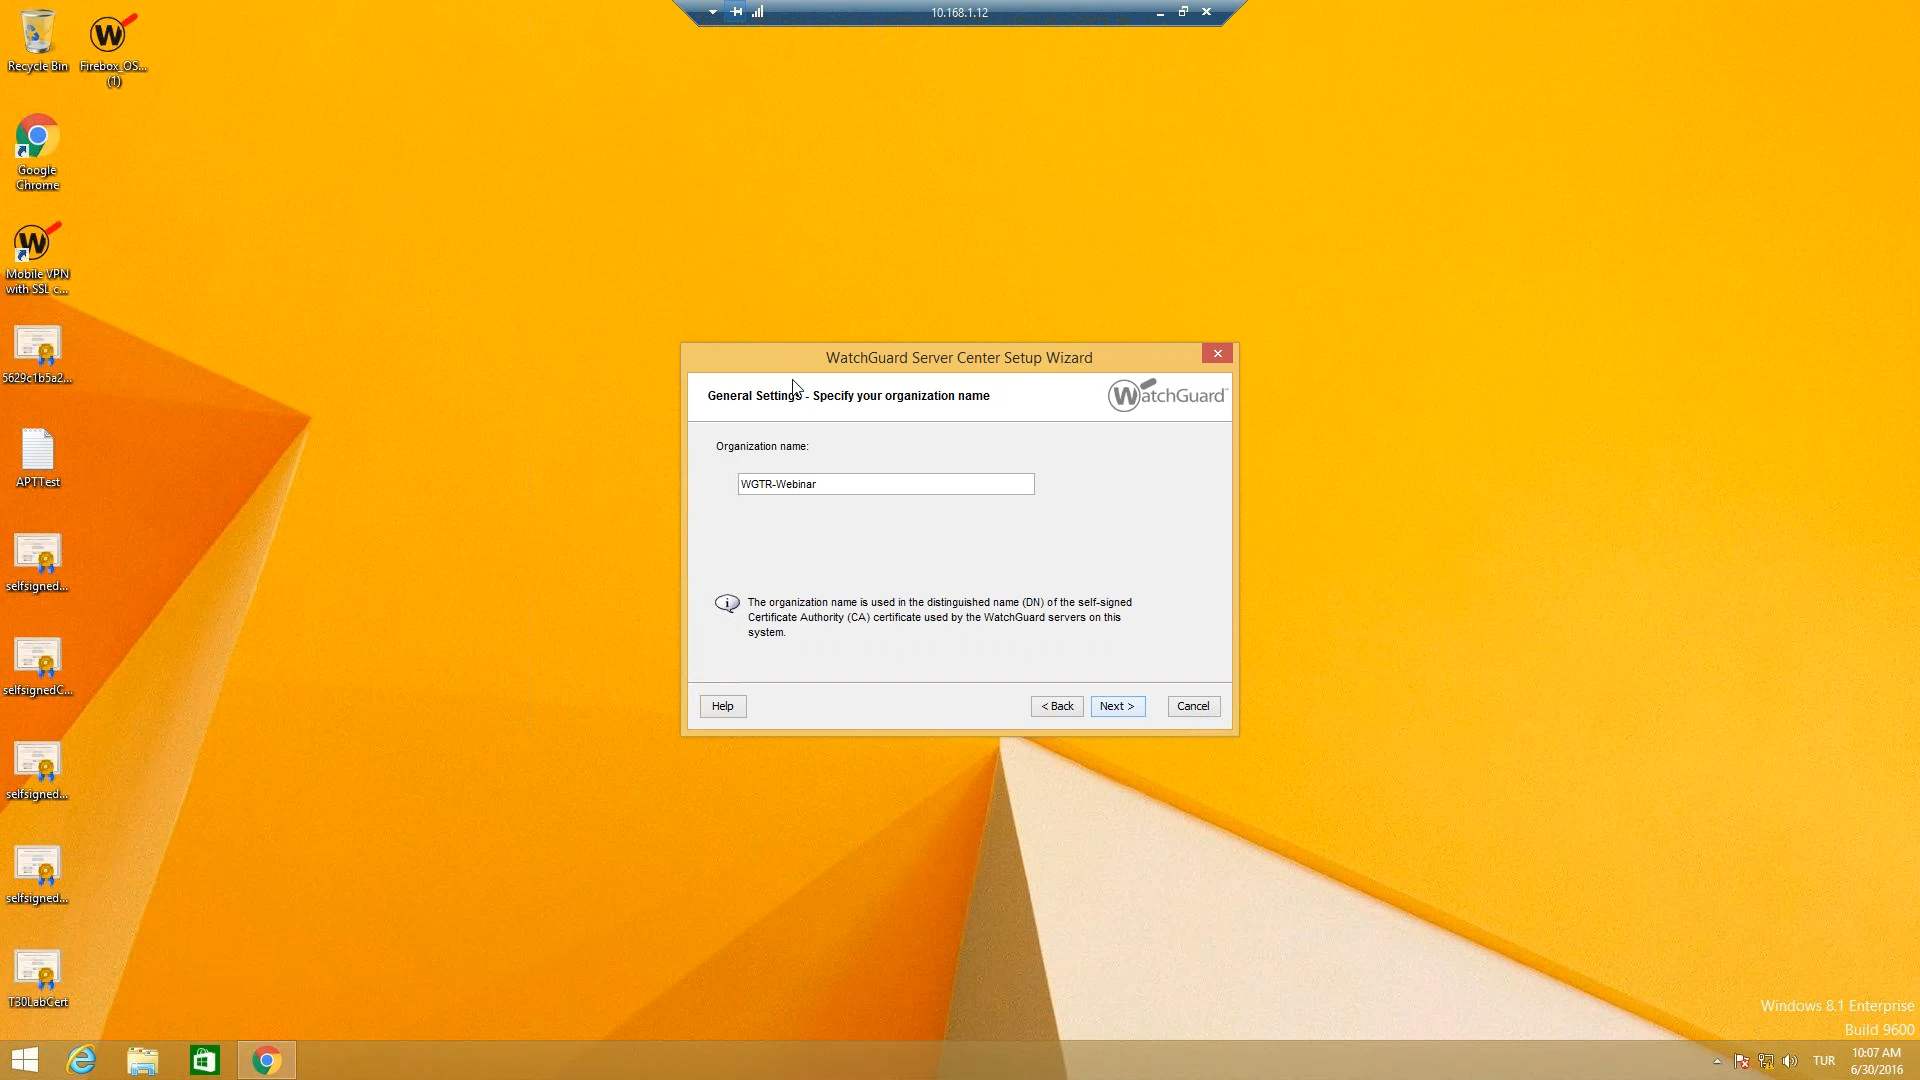 10.168.1.12
Recycle Bin
Firebox_OS...
(1)
Google
Chrome
Mobile VPN
with SSL c...
5629c1b5a2...
APTTest
selfsigned...
selfsignedC...
selfsigned...
selfsigned...
T30LabCert
WatchGuard Server Center Setup Wizard
General Settings - Specify your organization name
WatchGuard
Organization name:
WGTR-Webinar
The organization name is used in the distinguished name (DN) of the self-signed
Certificate Authority (CA) certificate used by the WatchGuard servers on this
system.
Help
< Back
Next >
Cancel
Windows 8.1 Enterprise
Build 9600
TUR
10:07 AM
6/30/2016